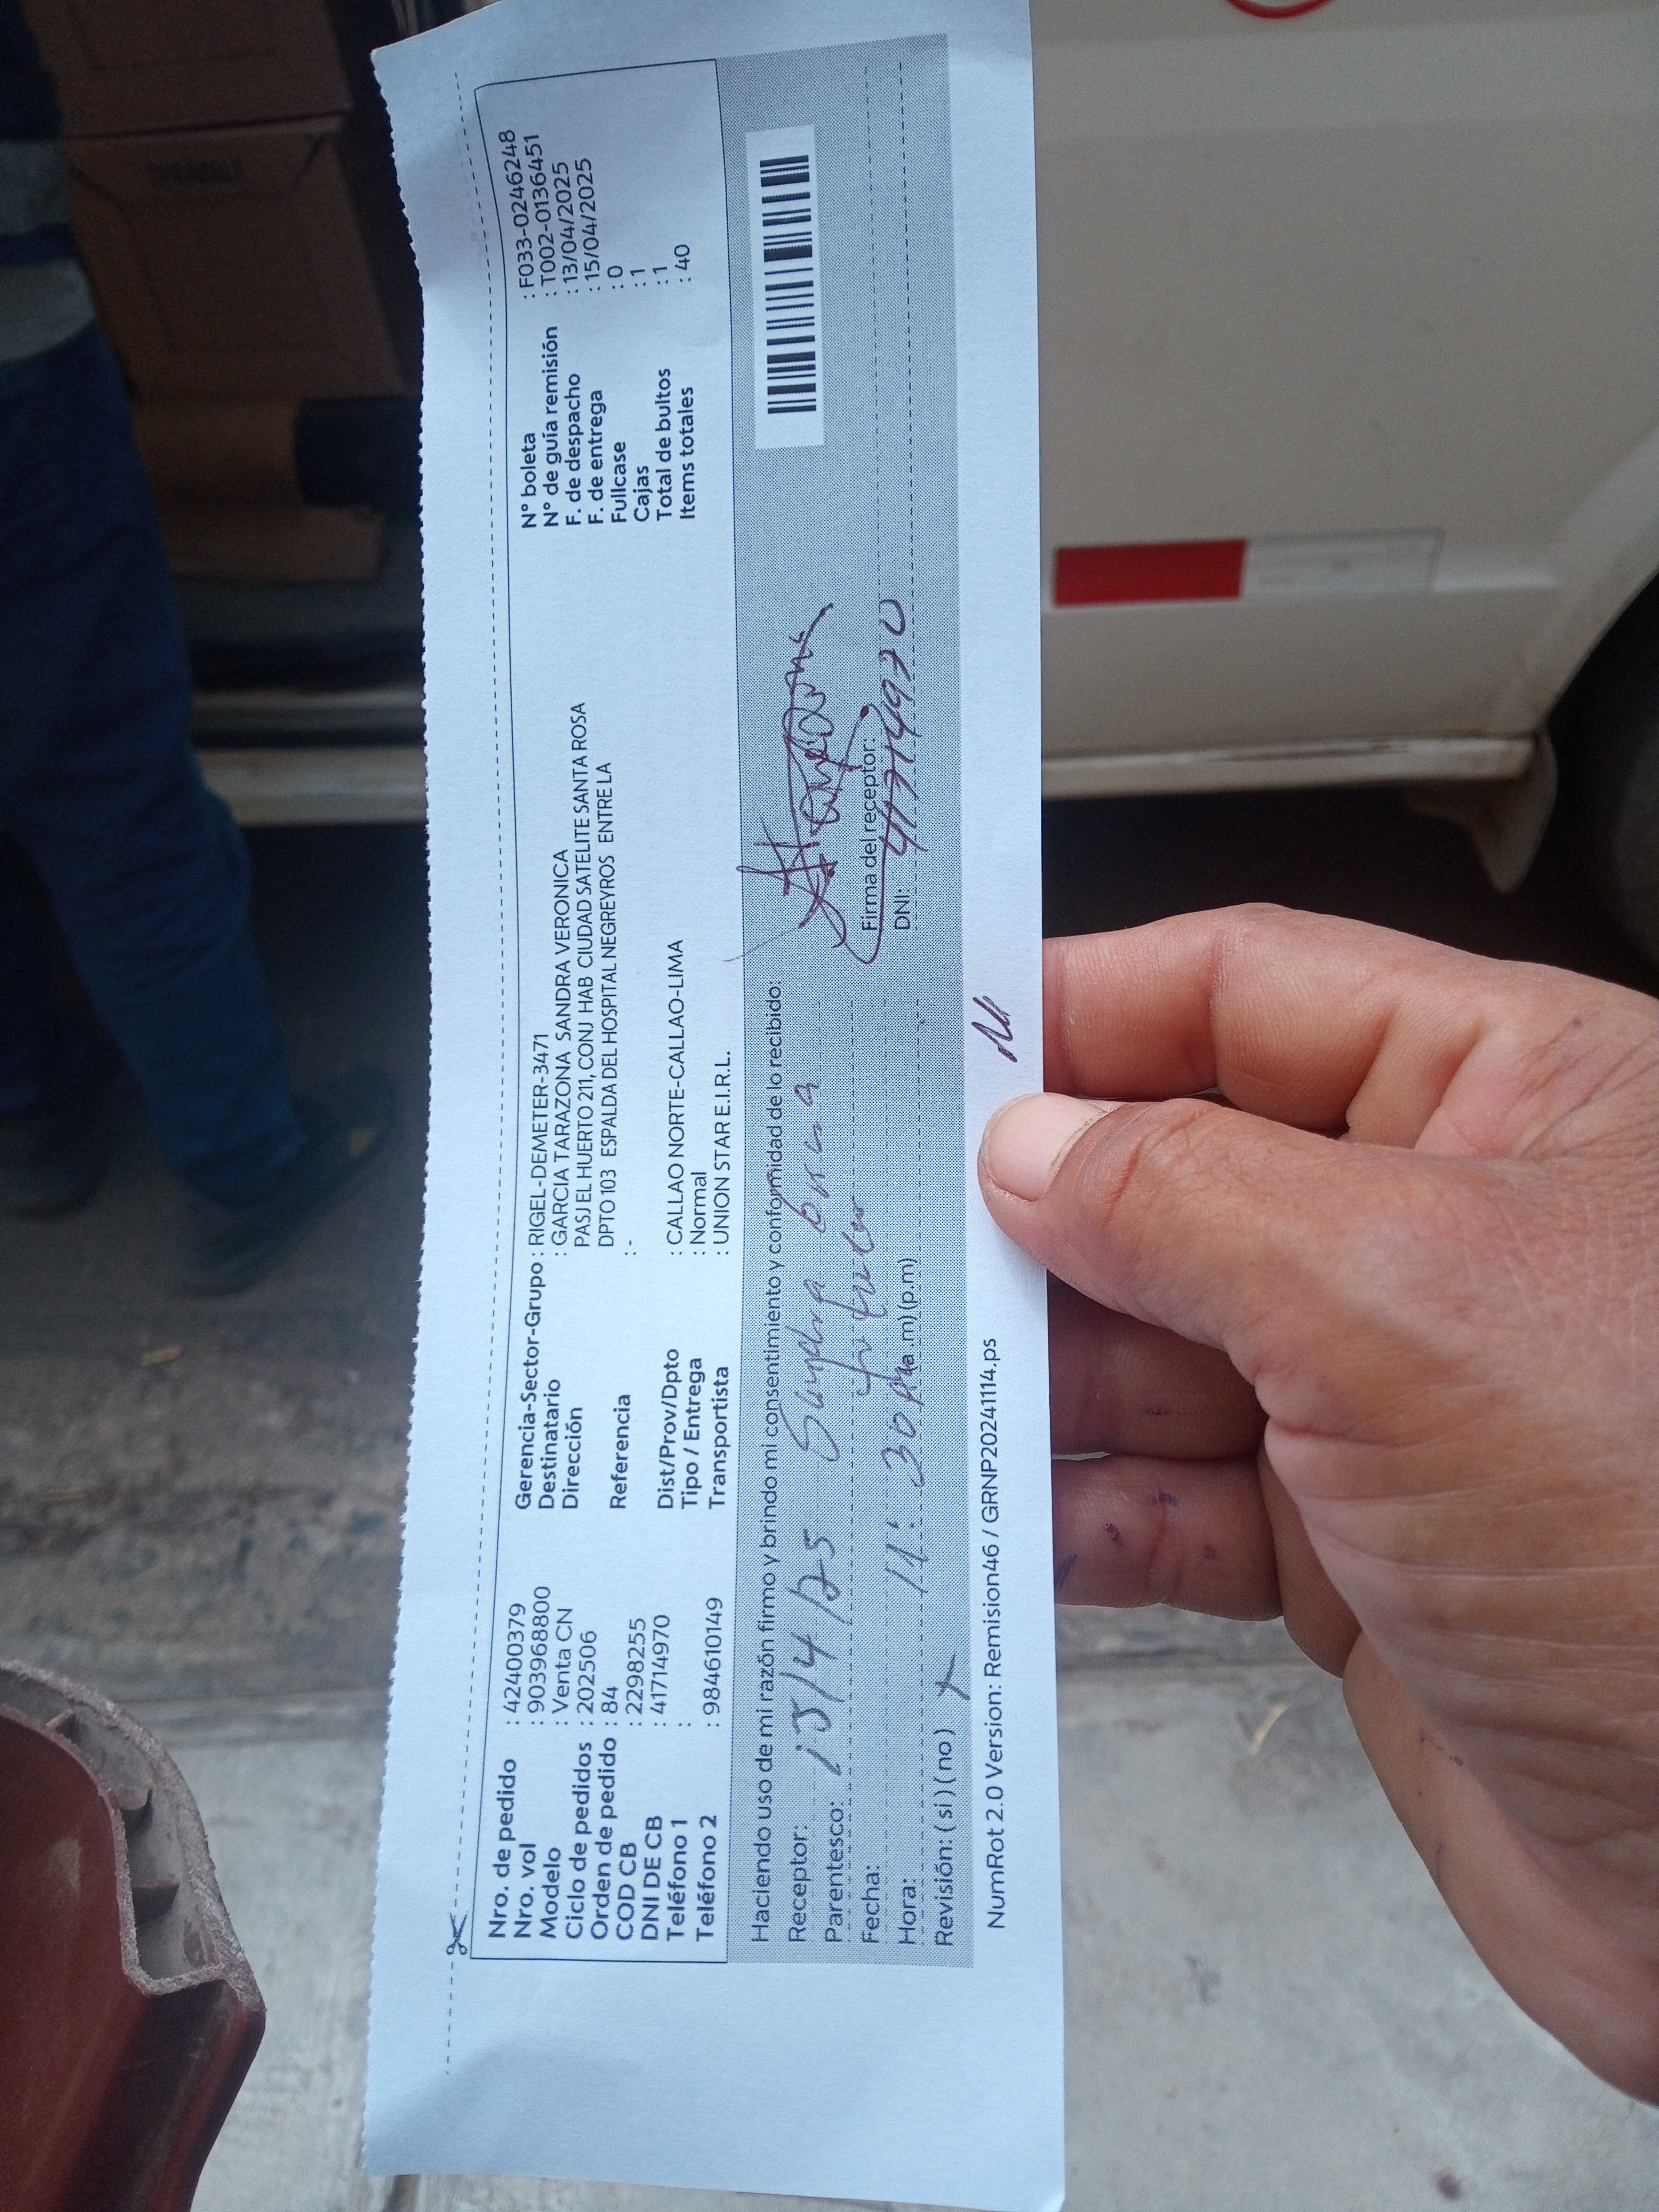 Nro. de pedido : 42400379
Nro. vol : 903968800
Modelo : Venta CN
Ciclo de pedidos : 202506
Orden de pedido : 84
COD CB : 2298255
DNI DE CB : 41714970
Teléfono 1 :
Teléfono 2 : 984610149
Gerencia-Sector-Grupo : RIGEL-DEMETER-3471
Destinatario : GARCIA TARAZONA SANDRA VERONICA
Dirección PASJ EL HUERTO 211, CONJ HAB CIUDAD SATELITE SANTA ROSA
DPTO 103 ESPALDA DEL HOSPITAL NEGREYROS ENTRE LA
Referencia :-
Dist/Prov/Dpto : CALLAO NORTE-CALLAO-LIMA
Tipo / Entrega : Normal
Transportista : UNION STAR E.I.R.L.
N° boleta : F033-0246248
N° de guía remisión : T002-0136451
F. de despacho : 13/04/2025
F. de entrega : 15/04/2025
Fullcase : 0
Cajas : 1
Total de bultos : 1
Items totales : 40
Haciendo uso de mi razón firmo y brindo mi consentimiento y conformidad de lo recibido:
Receptor: 15/4/25 Sandra
Parentesco:
Fecha:
Hora: 11:30 (a.m) (p.m)
Revisión: ( si ) ( no )
Firma del receptor:
DNI: 41714970
NumRot 2.0 Version: Remision46 / GRNP20241114.ps